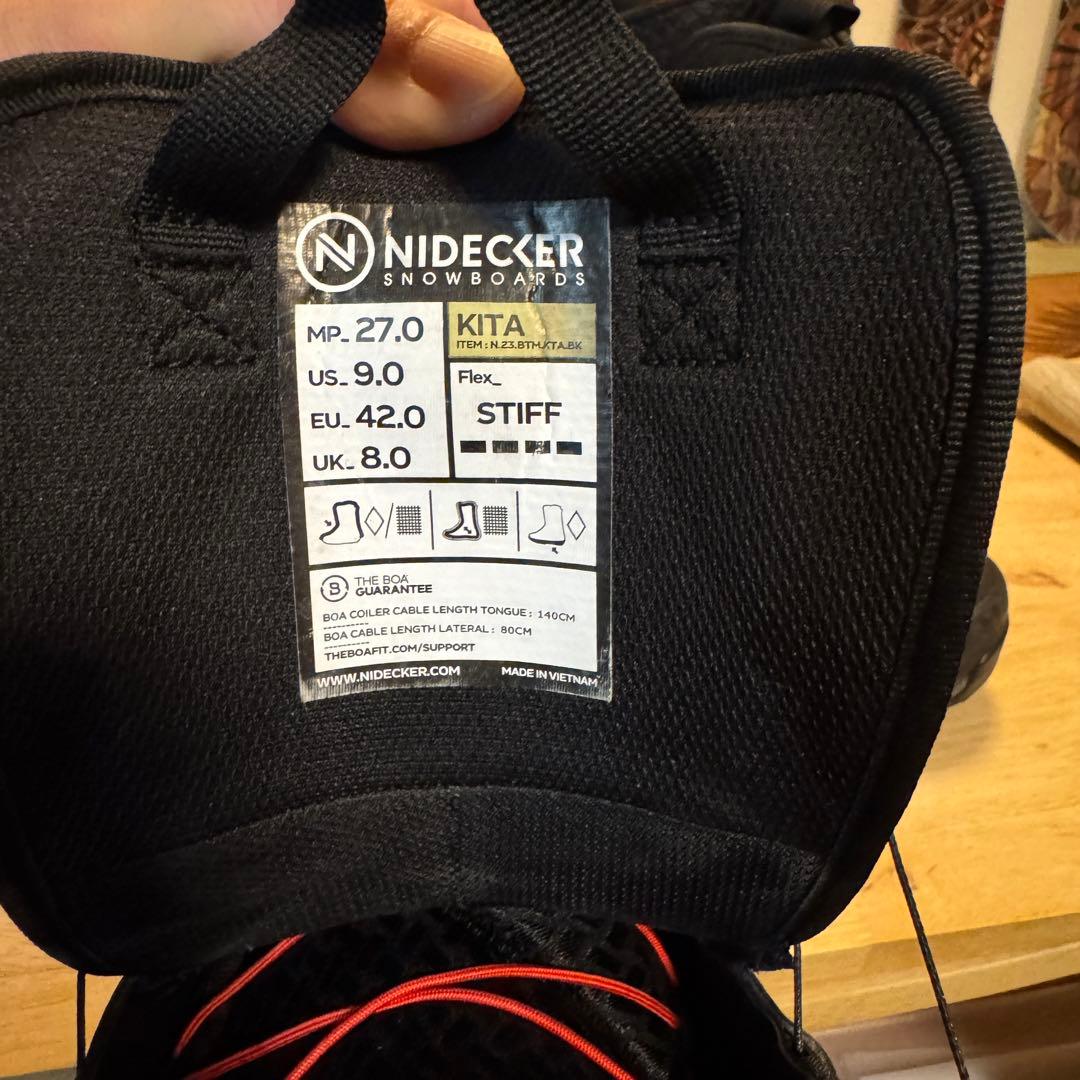 NIDECKER
SNOWBOARDS
MP_ 27.0
US_ 9.0
EU_ 42.0
UK_ 8.0
KITA
ITEM : N.23.BTM.KTA.BK
Flex_
STIFF
B THE BOA
GUARANTEE
BOA COILER CABLE LENGTH TONGUE : 140CM
BOA CABLE LENGTH LATERAL : 80CM
THEBOAFIT.COM/SUPPORT
WWW.NIDECKER.COM MADE IN VIETNAM